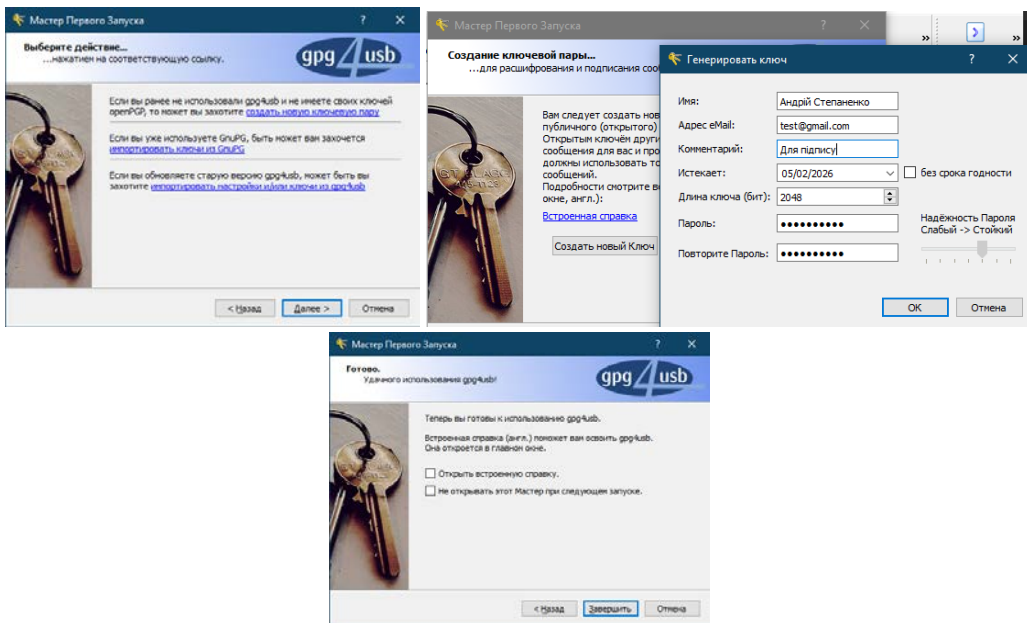 Мастер Первого Запуска
Выберите действие...
...нажатием на соответствующую ссылку.
gpg4usb
Если вы ранее не использовали gpg4usb и не имеете своих ключей
openPGP, то может вы захотите создать новую ключевую пару
Если вы уже используете GnuPG, быть может вам захочется
импортировать ключи из GnuPG
Если вы обновляете старую версию gpg4usb, может быть вы
захотите импортировать настройки и/или ключи из gpg4usb
< Назад
Далее >
Отмена
Мастер Первого Запуска
Создание ключевой пары...
...для расшифрования и подписания соо
Вам следует создать нов
публичного (открытого)
Открытым ключём други
сообщения для вас и про
должны использовать то
сообщений.
Подробности смотрите в
окне, англ.):
Встроенная справка
Создать новый Ключ
»
»
Генерировать ключ
Имя: Андрій Степаненко
Адрес eMail: test@gmail.com
Комментарий: Для підпису
Истекает: 05/02/2026 без срока годности
Длина ключа (бит): 2048
Пароль: ●●●●●●●●●●
Надёжность Пароля
Слабый -> Стойкий
Повторите Пароль: ●●●●●●●●●●
OK
Отмена
Мастер Первого Запуска
Готово.
Удачного использования gpg4usb!
gpg4usb
Теперь вы готовы к использованию gpg4usb.
Встроенная справка (англ.) поможет вам освоить gpg4usb.
Она откроется в главном окне.
Открыть встроенную справку.
Не открывать этот Мастер при следующем запуске.
< Назад
Завершить
Отмена